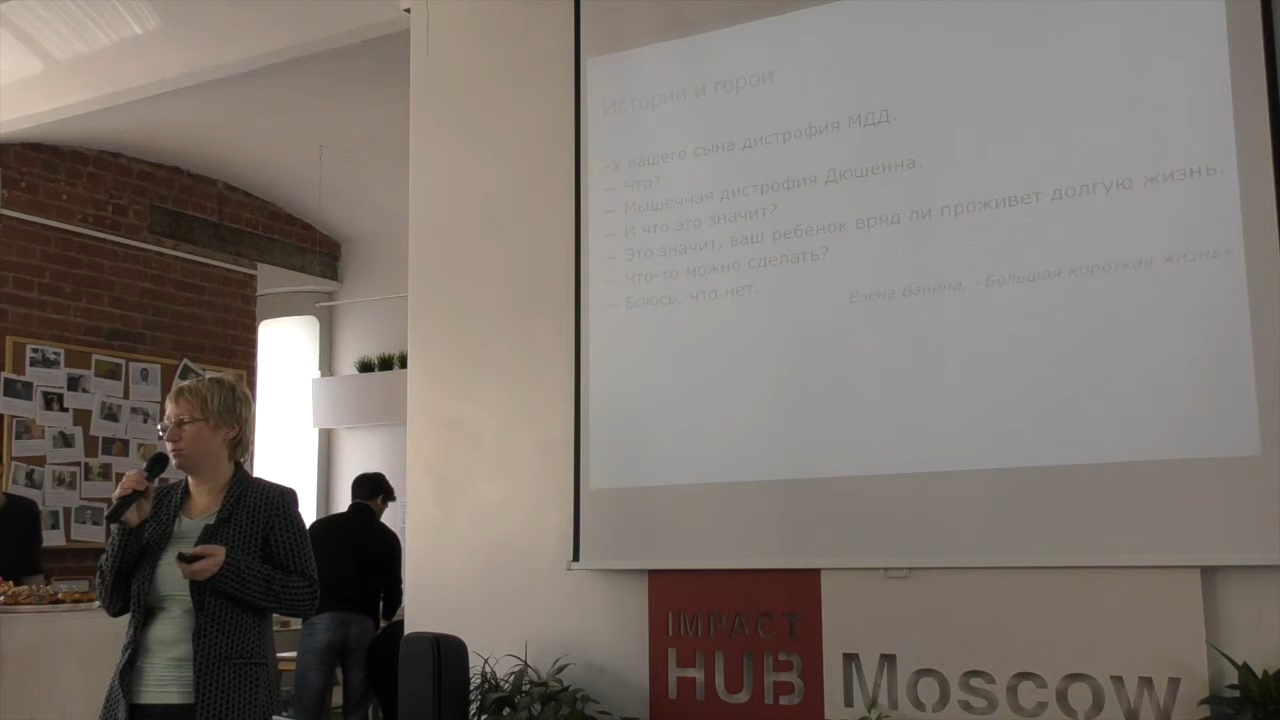 Истории и герои
–У вашего сына дистрофия МДД.
– Что?
– Мышечная дистрофия Дюшенна.
– И что это значит?
– Это значит, ваш ребенок вряд ли проживет долгую жизнь.
– Что-то можно сделать?
– Боюсь, что нет.
Елена Ванина, «Большая короткая жизнь»
IMPACT
HUB
Moscow